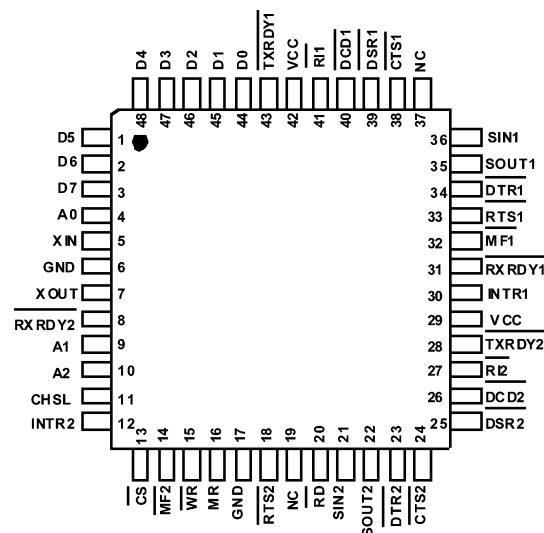 D4 D3 D2 D1 D0 TXRDY1 VCC RI1 DCD1 DSR1 CTS1 NC
48 47 46 45 44 43 42 41 40 39 38 37
D5 1 36 SIN1
D6 2 35 SOUT1
D7 3 34 DTR1
A0 4 33 RTS1
XIN 5 32 MF1
GND 6 31 RXRDY1
XOUT 7 30 INTR1
RXRDY2 8 29 VCC
A1 9 28 TXRDY2
A2 10 27 RI2
CHSL 11 26 DCD2
INTR2 12 25 DSR2
13 14 15 16 17 18 19 20 21 22 23 24
CS MF2 WR MR GND RTS2 NC RD SIN2 SOUT2 DTR2 CTS2